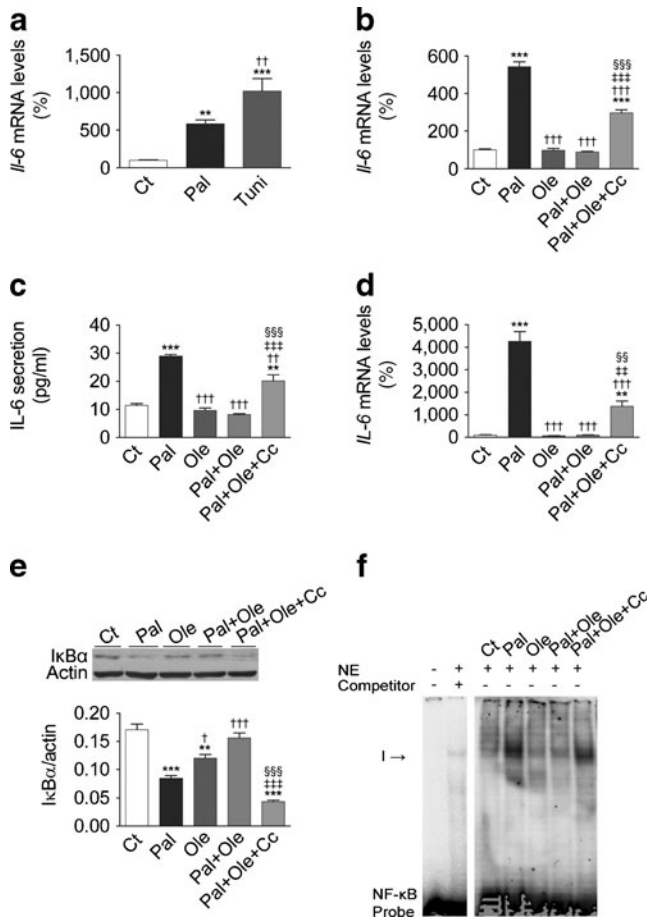 a
Il-6 mRNA levels
(%)
1,500
1,000
500
0
††
***
**
Ct
Pal
Tuni
b
Il-6 mRNA levels
(%)
600
400
200
0
***
†††
†††
§§§
‡‡‡
†††
***
Ct
Pal
Ole
Pal+Ole
Pal+Ole+Cc
c
IL-6 secretion
(pg/ml)
40
30
20
10
0
***
†††
†††
§§§
‡‡‡
††
**
Ct
Pal
Ole
Pal+Ole
Pal+Ole+Cc
d
IL-6 mRNA levels
(%)
5,000
4,000
3,000
2,000
1,000
0
***
†††
†††
§§
‡‡
†††
**
Ct
Pal
Ole
Pal+Ole
Pal+Ole+Cc
e
Ct
Pal
Ole
Pal+Ole
Pal+Ole+Cc
IκBα
Actin
IκBα/actin
0.20
0.15
0.10
0.05
0.00
***
†
**
†††
§§§
‡‡‡
***
Ct
Pal
Ole
Pal+Ole
Pal+Ole+Cc
f
Ct
Pal
Ole
Pal+Ole
Pal+Ole+Cc
NE - + + + + + +
Competitor - +
I →
NF-κB
Probe